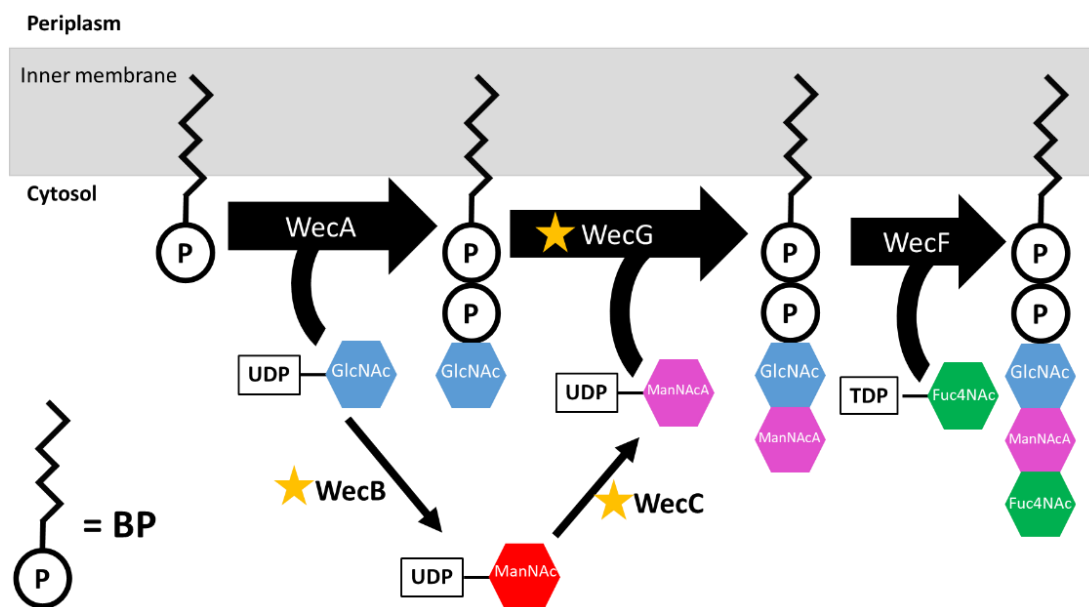 Periplasm
Inner membrane
Cytosol
P
WecA
P
P
GlcNAc
WecG
P
P
GlcNAc
ManNAcA
WecF
P
P
GlcNAc
ManNAcA
Fuc4NAc
UDP
GlcNAc
UDP
ManNAcA
TDP
Fuc4NAc
WecB
WecC
UDP
ManNAc
P
= BP